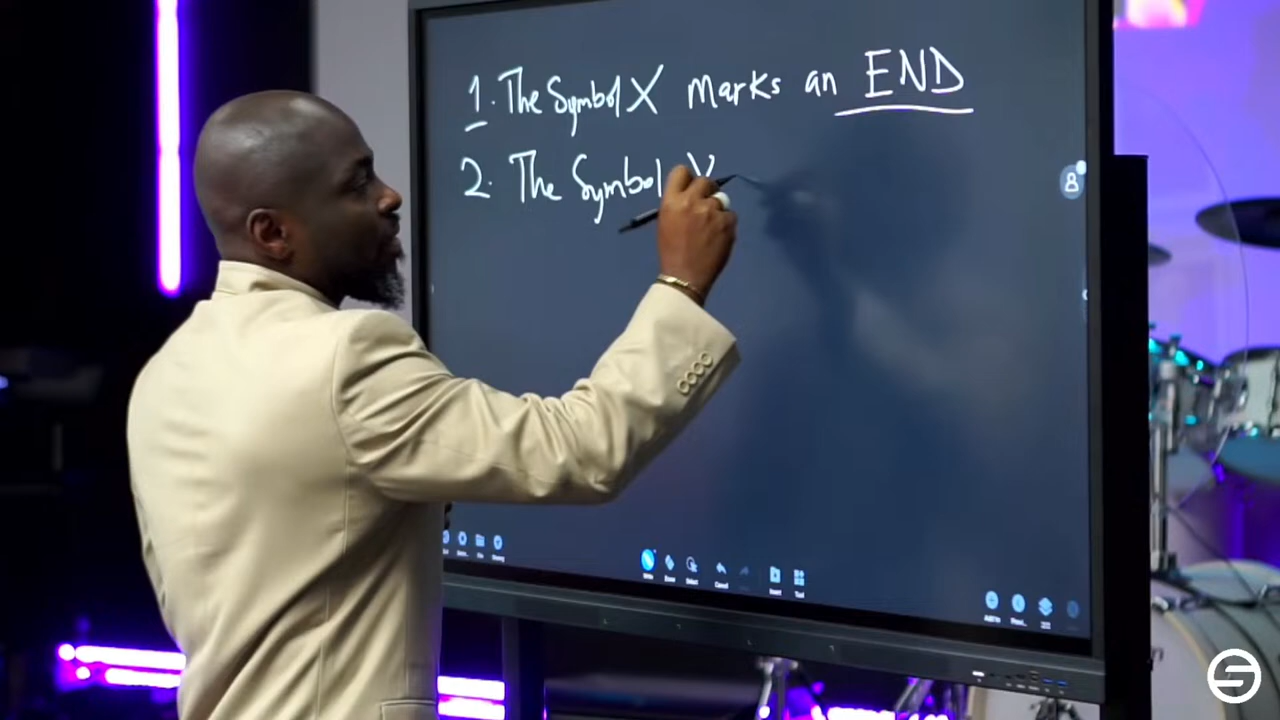 1. The Symbol X marks an END
2. The Symbol X